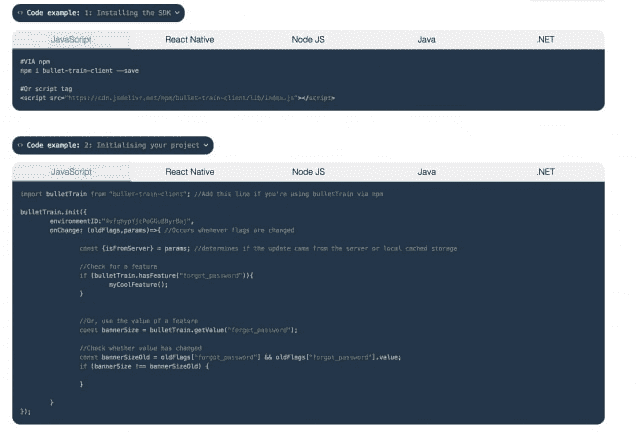 <> Code example: 1: Installing the SDK
JavaScript React Native Node JS Java .NET
#VIA npm
npm i bullet-train-client --save
#Or script tag
<script src="https://cdn.jsdelivr.net/npm/bullet-train-client/lib/index.js"></script>
<> Code example: 2: Initialising your project
JavaScript React Native Node JS Java .NET
import bulletTrain from "bullet-train-client"; //Add this line if you're using bulletTrain via npm
bulletTrain.init({
environmentID:
onChange: (oldFlags,params)=>{ //Occurs whenever flags are changed
const {isFromServer} = params; //determines if the update came from the server or local cached storage
//Check for a feature
if (bulletTrain.hasFeature("forgot_password")){
myCoolFeature();
}
//Or, use the value of a feature
const bannerSize = bulletTrain.getValue("forgot_password");
//Check whether value has changed
const bannerSizeOld = oldFlags["forgot_password"] && oldFlags["forgot_password"].value;
if (bannerSize !== bannerSizeOld) {
}
}
});